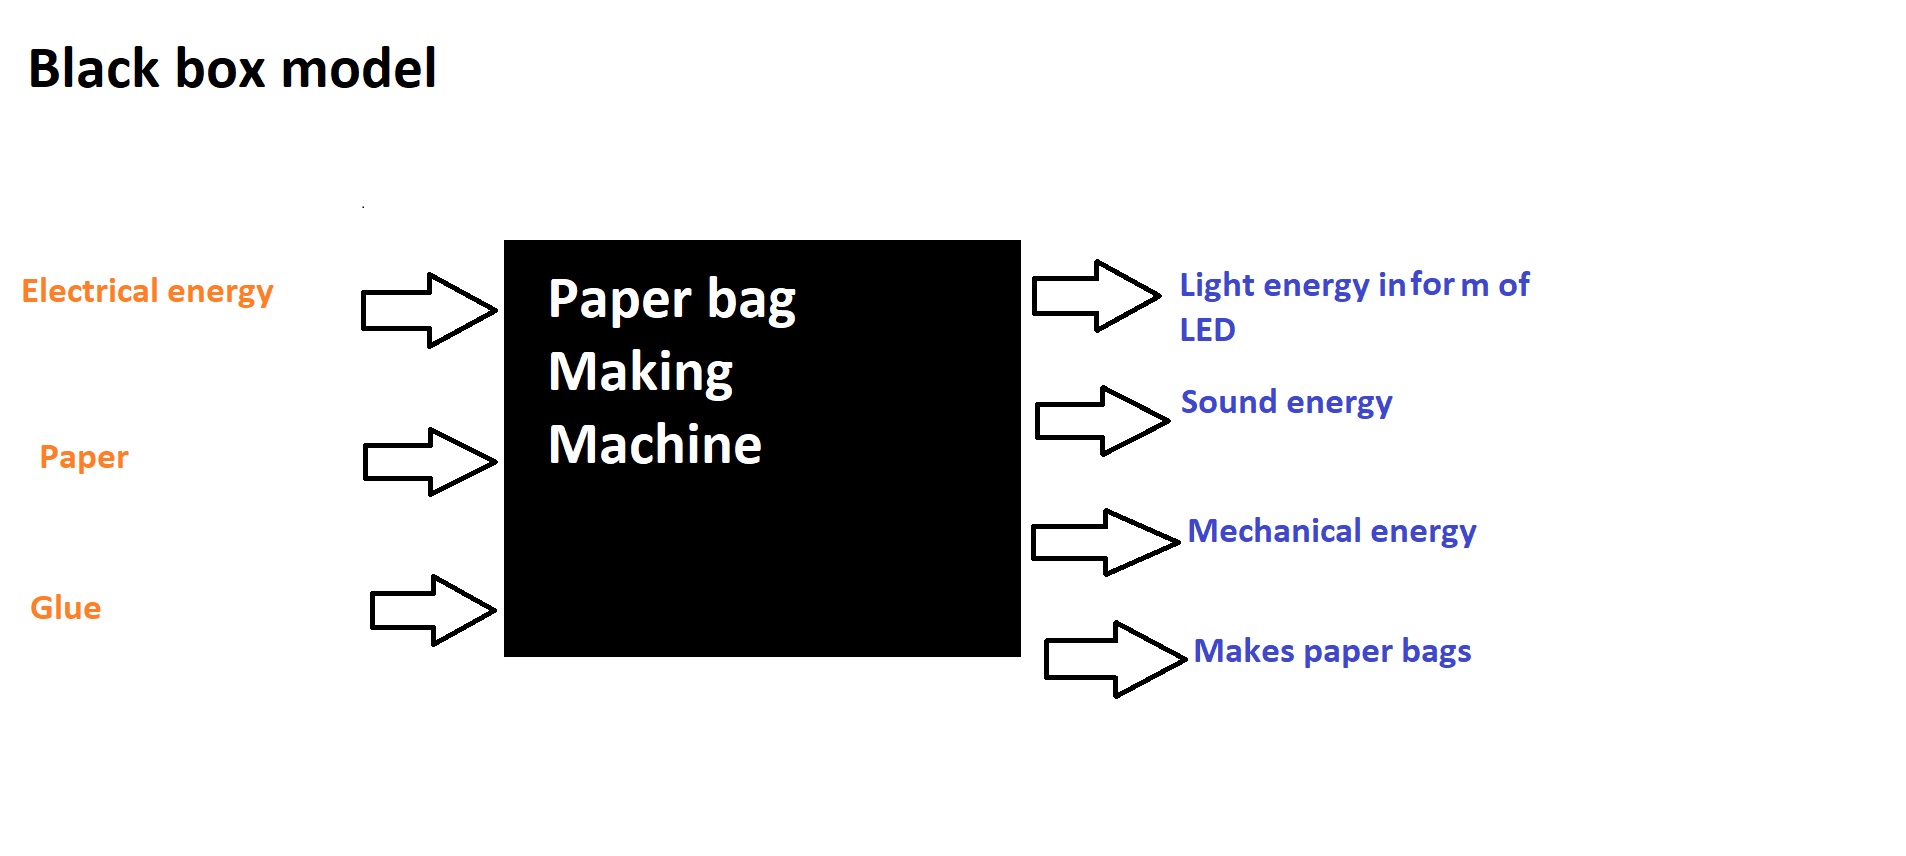 Black box model
Electrical energy
Paper
Glue
Paper bag
Making
Machine
Light energy in for m of
LED
Sound energy
Mechanical energy
Makes paper bags